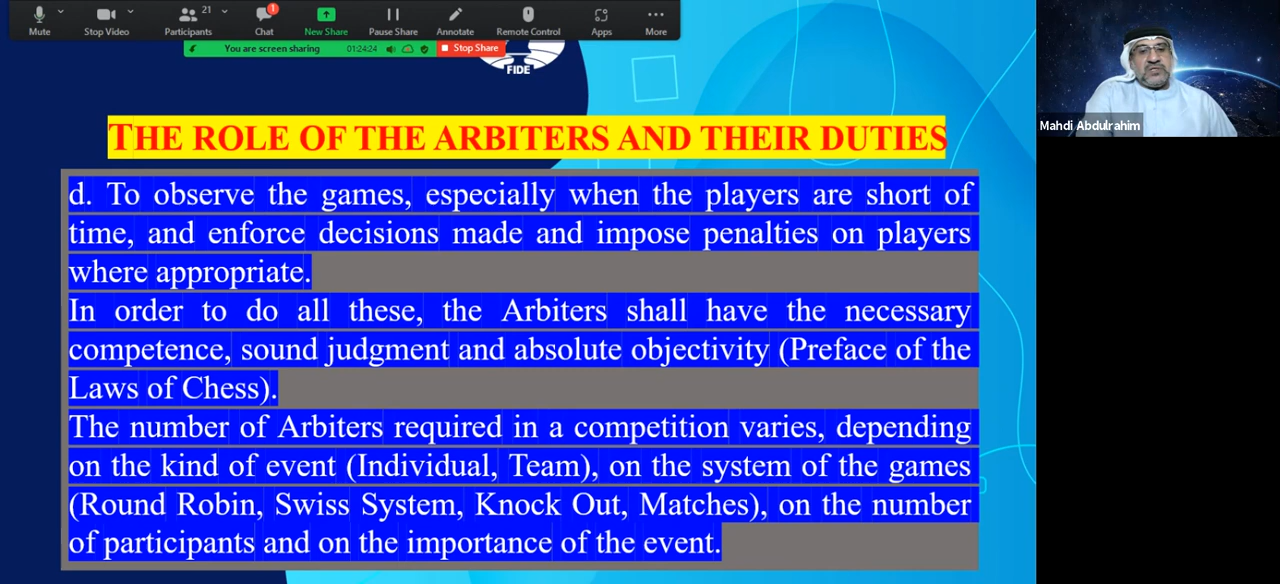 21
1
Mute
Stop Video
Participants
Chat
New Share
Pause Share
Annotate
Remote Control
Apps
More
You are screen sharing
01:24:24
Stop Share
FIDE
Mahdi Abdulrahim
THE ROLE OF THE ARBITERS AND THEIR DUTIES
d. To observe the games, especially when the players are short of
time, and enforce decisions made and impose penalties on players
where appropriate.
In order to do all these, the Arbiters shall have the necessary
competence, sound judgment and absolute objectivity (Preface of the
Laws of Chess).
The number of Arbiters required in a competition varies, depending
on the kind of event (Individual, Team), on the system of the games
(Round Robin, Swiss System, Knock Out, Matches), on the number
of participants and on the importance of the event.